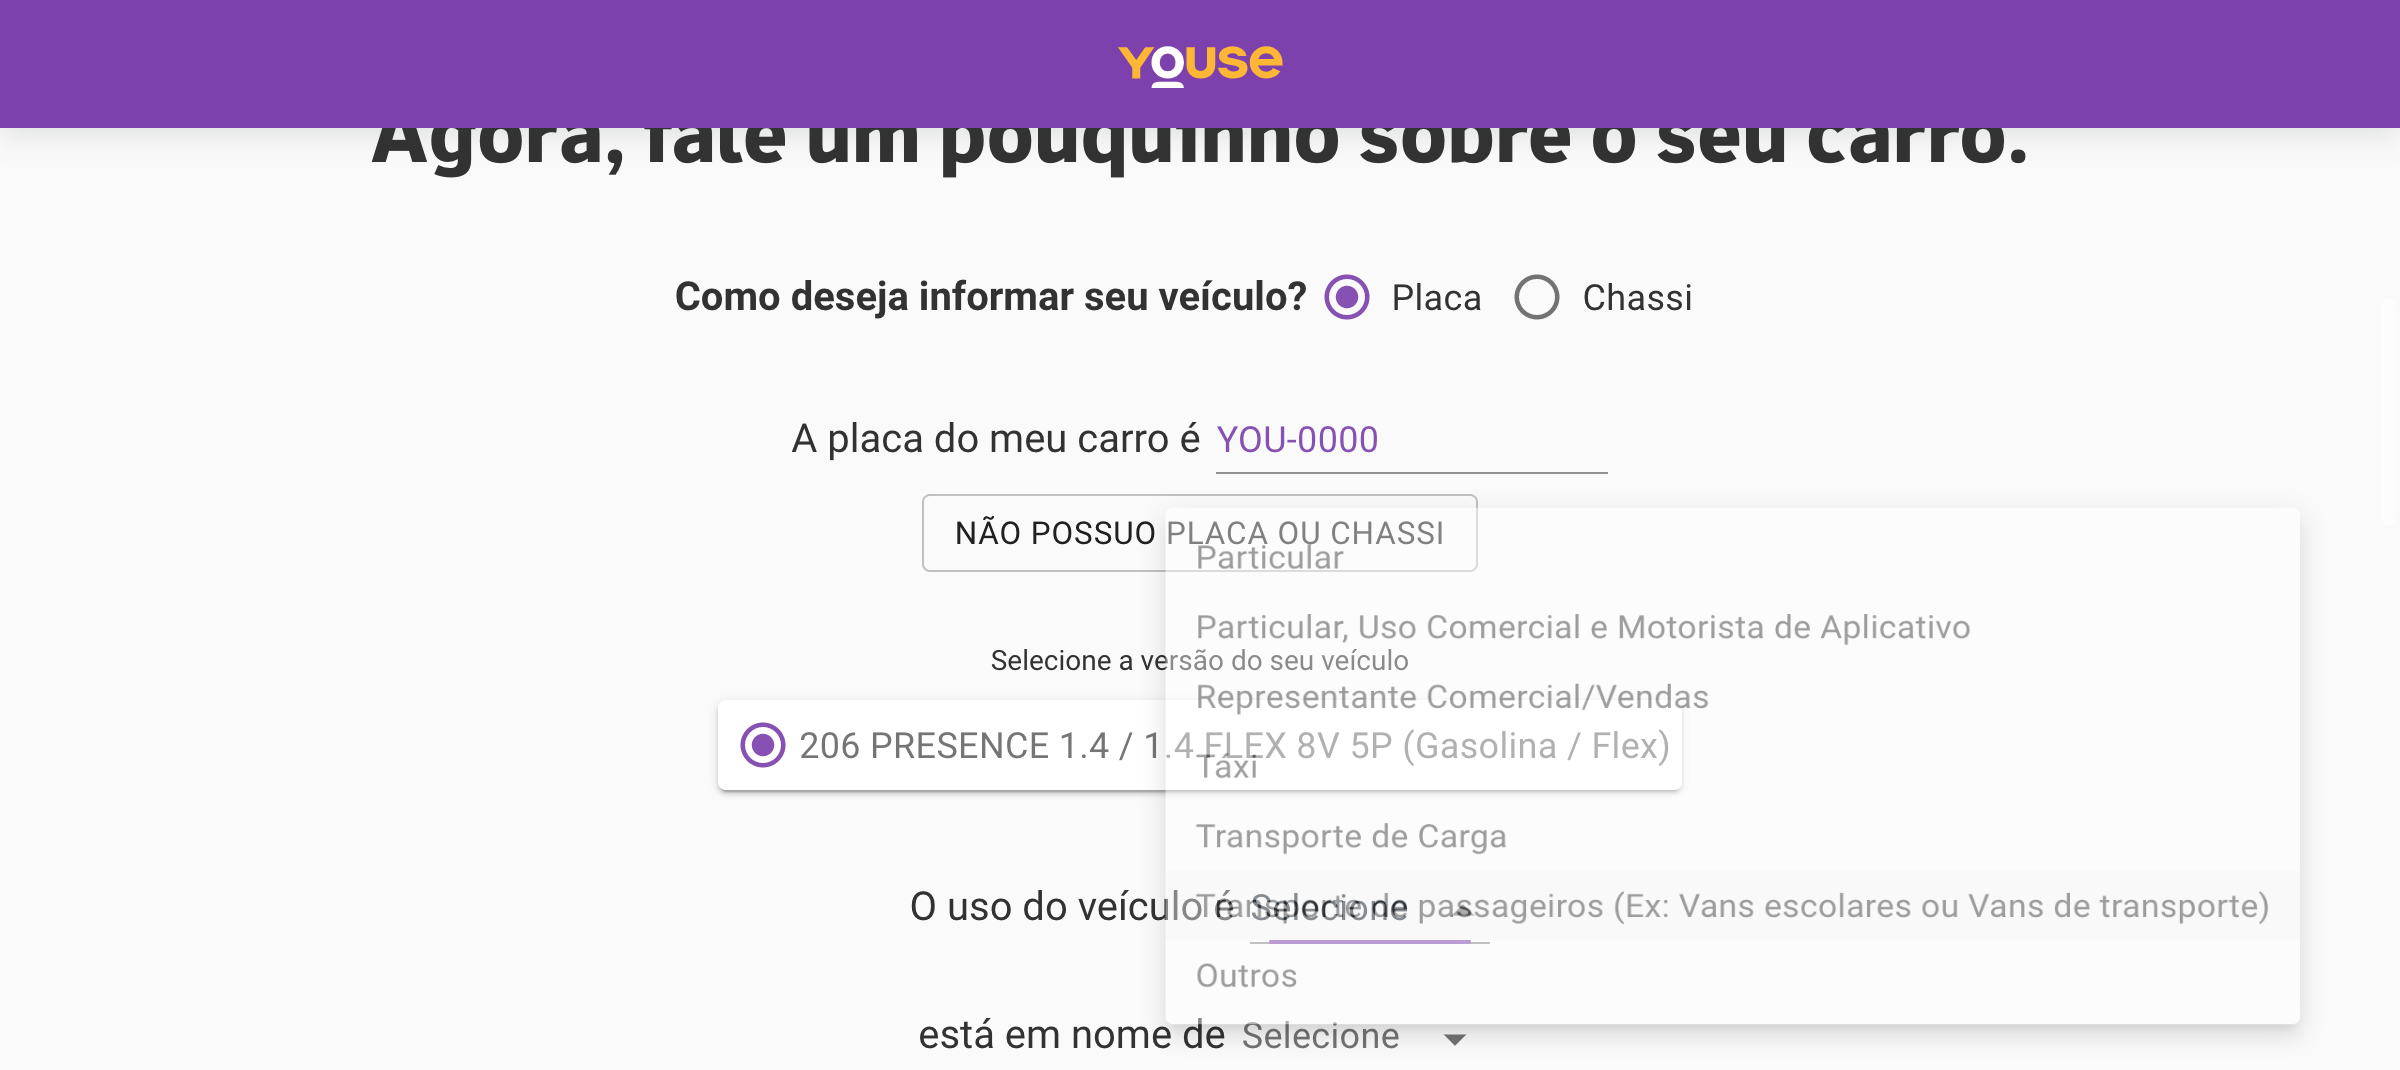 YOUSE
Agora, fale um pouquinho sobre o seu carro.
Como deseja informar seu veículo? Placa Chassi
A placa do meu carro é YOU-0000
NÃO POSSUO PLACA OU CHASSI
Particular
Particular, Uso Comercial e Motorista de Aplicativo
Selecione a versão do seu veículo
Representante Comercial/Vendas
206 PRESENCE 1.4 / 1.4 FLEX 8V 5P (Gasolina / Flex)
Táxi
Transporte de Carga
O uso do veículo é Selecione
Transporte de passageiros (Ex: Vans escolares ou Vans de transporte)
Outros
está em nome de Selecione